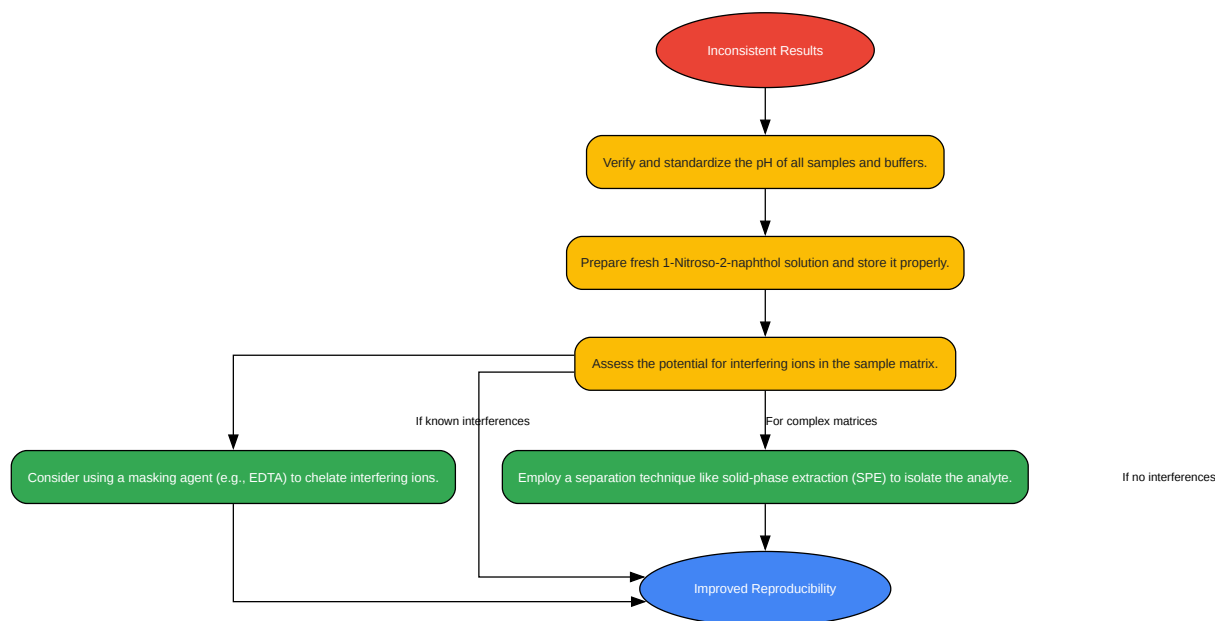 Inconsistent Results
Verify and standardize the pH of all samples and buffers.
Prepare fresh 1-Nitroso-2-naphthol solution and store it properly.
Assess the potential for interfering ions in the sample matrix.
If known interferences
For complex matrices
Consider using a masking agent (e.g., EDTA) to chelate interfering ions.
Employ a separation technique like solid-phase extraction (SPE) to isolate the analyte.
If no interferences
Improved Reproducibility